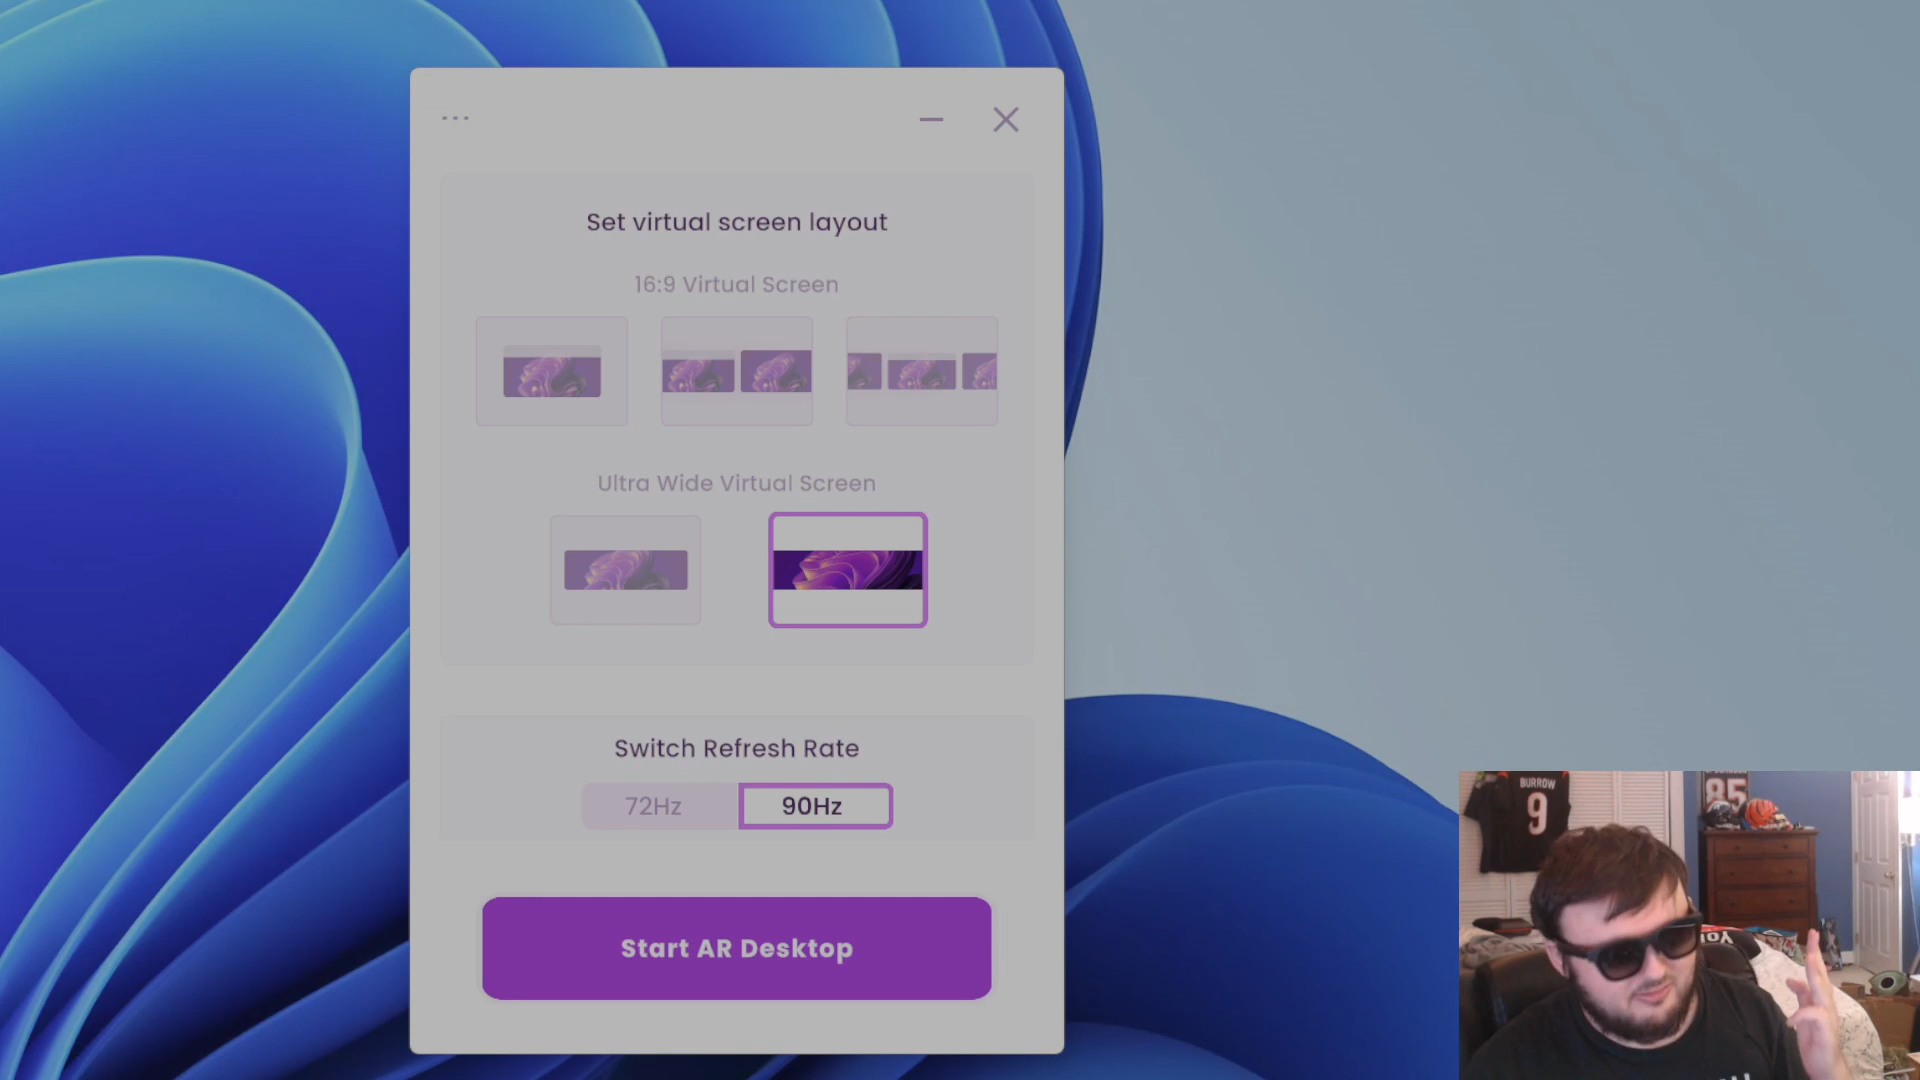 Set virtual screen layout
16:9 Virtual Screen
Ultra Wide Virtual Screen
Switch Refresh Rate
72Hz
90Hz
Start AR Desktop
BURROW
9
85
YOU